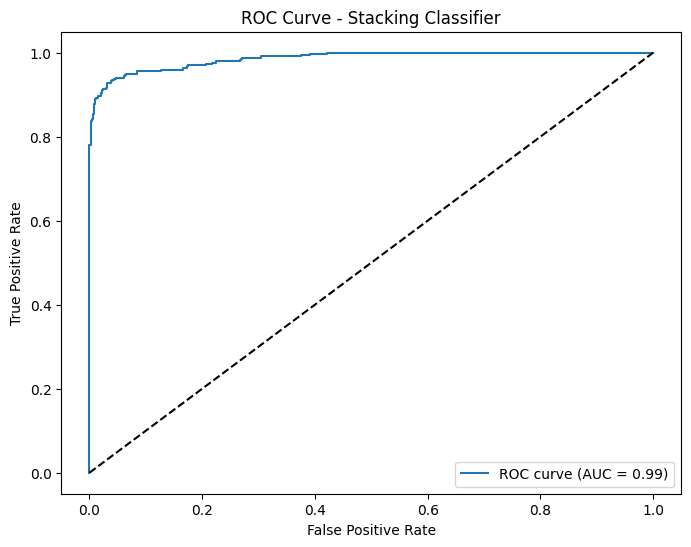 ROC Curve - Stacking Classifier
1.0
0.8
0.6
0.4
0.2
0.0
True Positive Rate
ROC curve (AUC = 0.99)
0.0 0.2 0.4 0.6 0.8 1.0
False Positive Rate